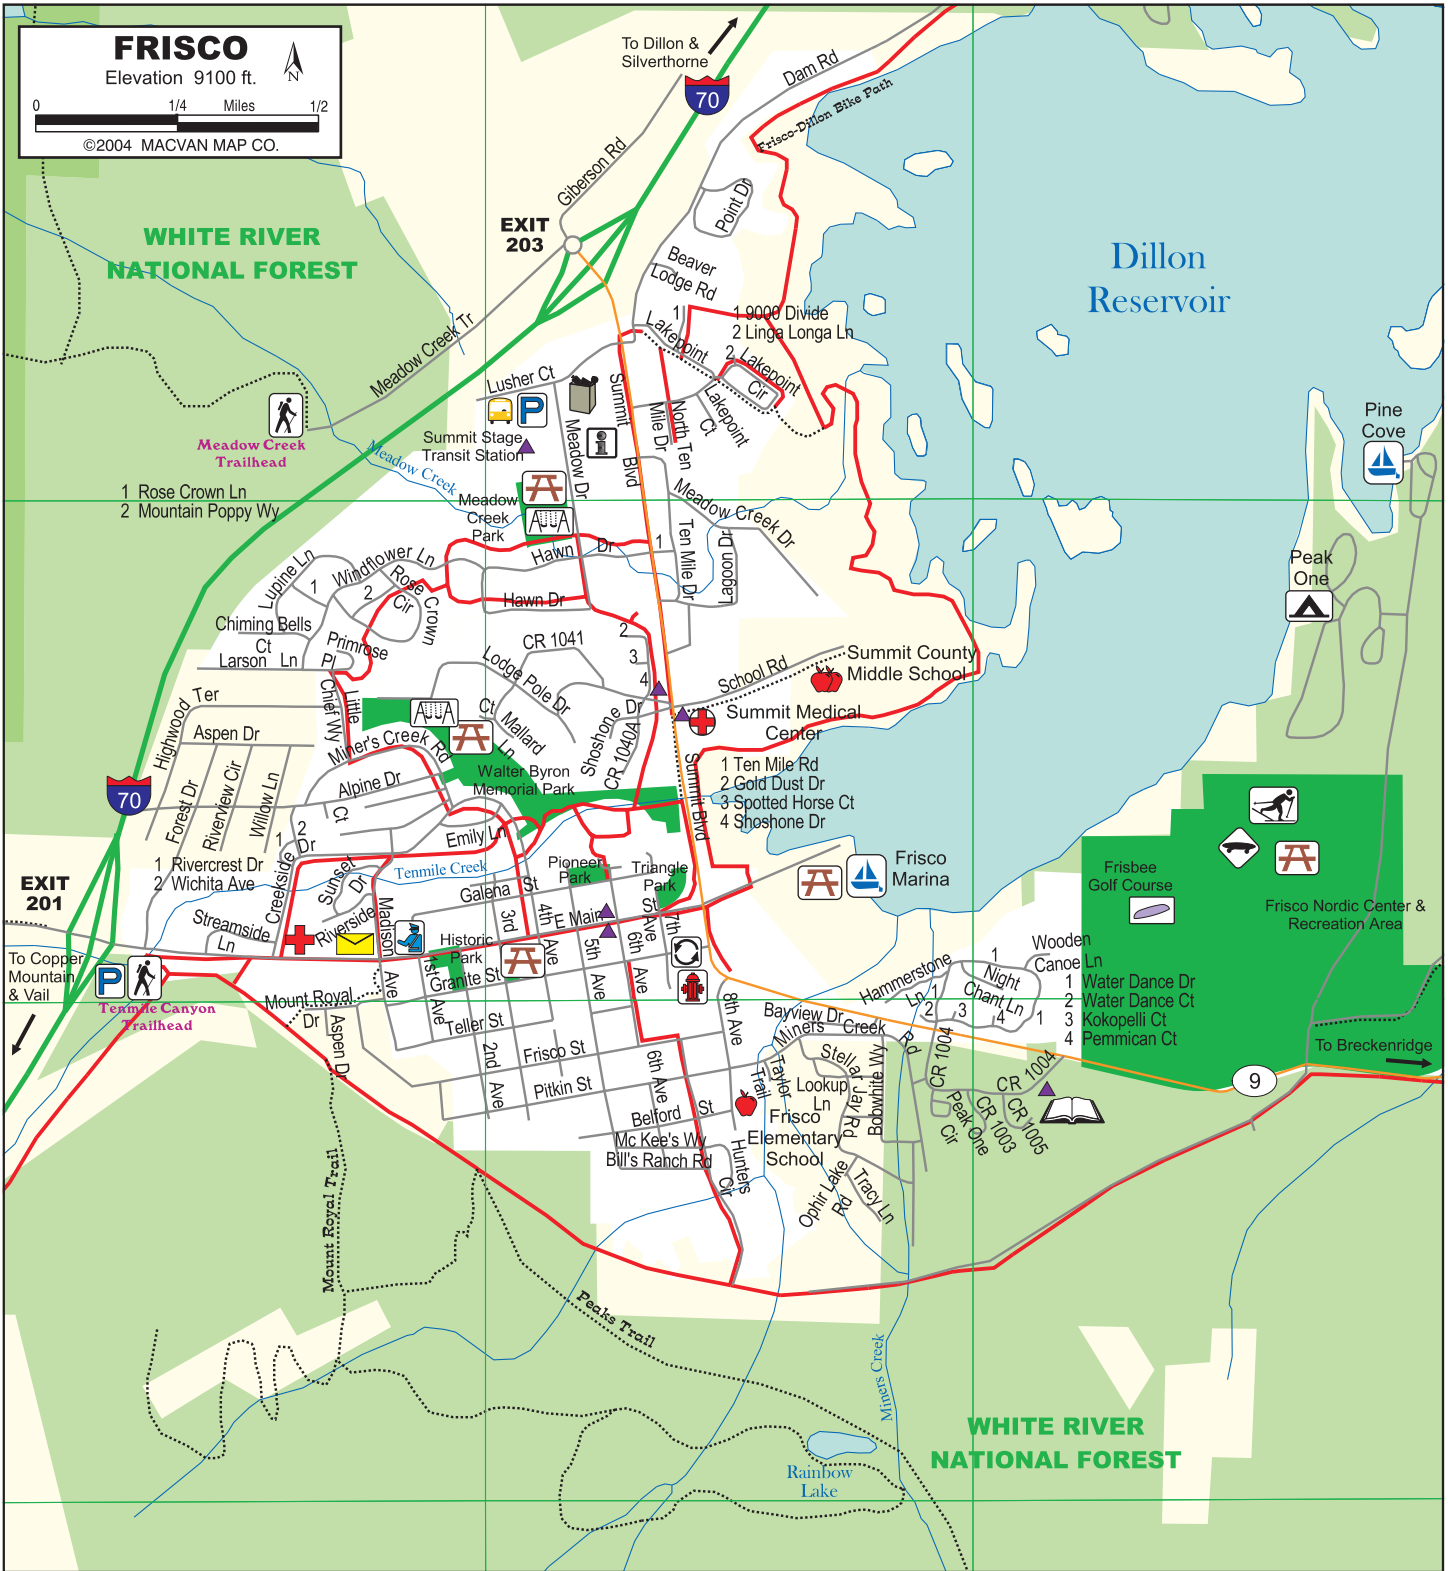 FRISCO
Elevation 9100 ft.
N
0 1/4 Miles 1/2
©2004 MACVAN MAP CO.
To Dillon &
Silverthorne
70
Dam Rd
Frisco-Dillon Bike Path
Giberson Rd
EXIT
203
Point Dr
WHITE RIVER
NATIONAL FOREST
Dillon
Reservoir
Beaver
Lodge Rd
1
1 9000 Divide
2 Linga Longa Ln
Lakepoint
2
Lakepoint
Cir
Lakepoint
Ct
Meadow Creek Tr
Lusher Ct
P
Summit
Blvd
Mile Dr
North Ten
Meadow Dr
i
Summit Stage
Transit Station
Meadow Creek
Trailhead
Meadow Creek
Pine
Cove
1 Rose Crown Ln
2 Mountain Poppy Wy
Meadow
Creek
Park
Meadow Creek Dr
Ten Mile Dr
Lagoon Dr
Hawn Dr
1
Hawn Dr
Peak
One
Lupine Ln
1
Windflower Ln
2
Rose Crown
Cir
Chiming Bells
Ct
Larson Ln
Primrose
Pl
CR 1041
2
3
4
Lodge Pole Dr
School Rd
Summit County
Middle School
Little
Chief Wy
Highwood Ter
Aspen Dr
Ct
Mallard
Ln
Shoshone Dr
CR 1040A
Summit Medical
Center
Miner's Creek Rd
Walter Byron
Memorial Park
Summit Blvd
1 Ten Mile Rd
2 Gold Dust Dr
3 Spotted Horse Ct
4 Shoshone Dr
70
Alpine Dr
Ct
Forest Dr
Riverview Cir
Willow Ln
1
2
Emily Ln
1 Rivercrest Dr
2 Wichita Ave
Creekside Dr
Sunset
Dr
Tenmile Creek
Pioneer
Park
Triangle
Park
Frisco
Marina
Frisbee
Golf Course
Frisco Nordic Center &
Recreation Area
EXIT
201
Galena St
Streamside
Ln
Riverside
Madison
Ave
3rd
4th
Ave
E Main
St
5th
Ave
6th
Ave
7th
Ave
Historic
Park
To Copper
Mountain
& Vail
P
Tenmile Canyon
Trailhead
1st
Ave
Granite St
Mount Royal
Dr
Aspen Dr
Teller St
2nd
Ave
Frisco St
Pitkin St
6th Ave
8th Ave
Belford St
Mc Kee's Wy
Bill's Ranch Rd
Hunters
Cir
Bayview Dr
Miners Creek
Rd
Taylor
Trail
Stellar Jay Rd
Lookup
Ln
Bobwhite Wy
Frisco
Elementary
School
Ophir Lake
Rd
Tracy Ln
Hammerstone
Ln
Wooden
Canoe Ln
1
Night
Chant Ln
1
2
3
4
1
1 Water Dance Dr
2 Water Dance Ct
3 Kokopelli Ct
4 Pemmican Ct
CR 1004
CR 1004
Peak One
Cir
CR 1003
CR 1005
9
To Breckenridge
Mount Royal Trail
Peaks Trail
Miners Creek
Rainbow
Lake
WHITE RIVER
NATIONAL FOREST